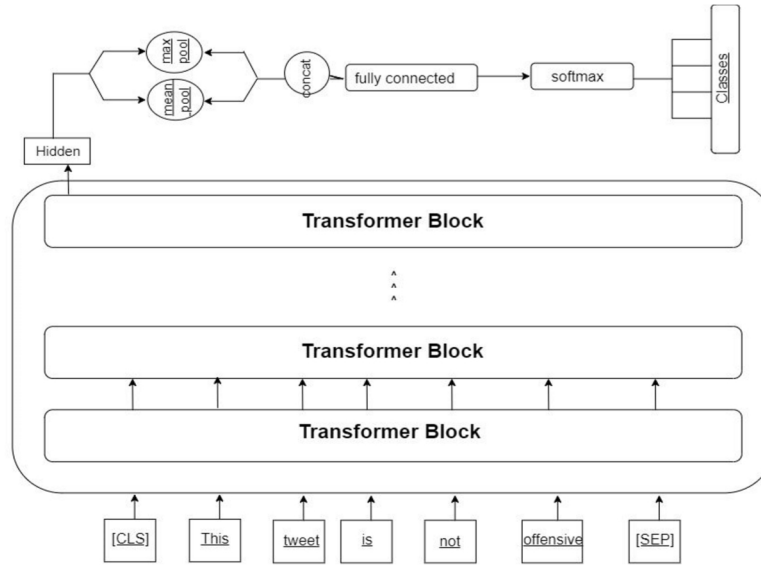 max
pool
mean
pool
concat
fully connected
softmax
Classes
Hidden
Transformer Block
^
^
^
Transformer Block
Transformer Block
[CLS]
This
tweet
is
not
offensive
[SEP]